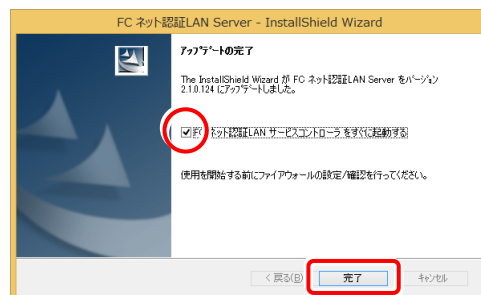 FC ネット認証LAN Server - InstallShield Wizard
アップデートの完了
The InstallShield Wizard が FC ネット認証LAN Server をバージョン
2.1.0.124 にアップデートしました。
FC ネット認証LAN サービスコントローラ をすぐに起動する
(使用を開始する前にファイアウォールの設定/確認を行ってください。
< 戻る(B)
完了
キャンセル